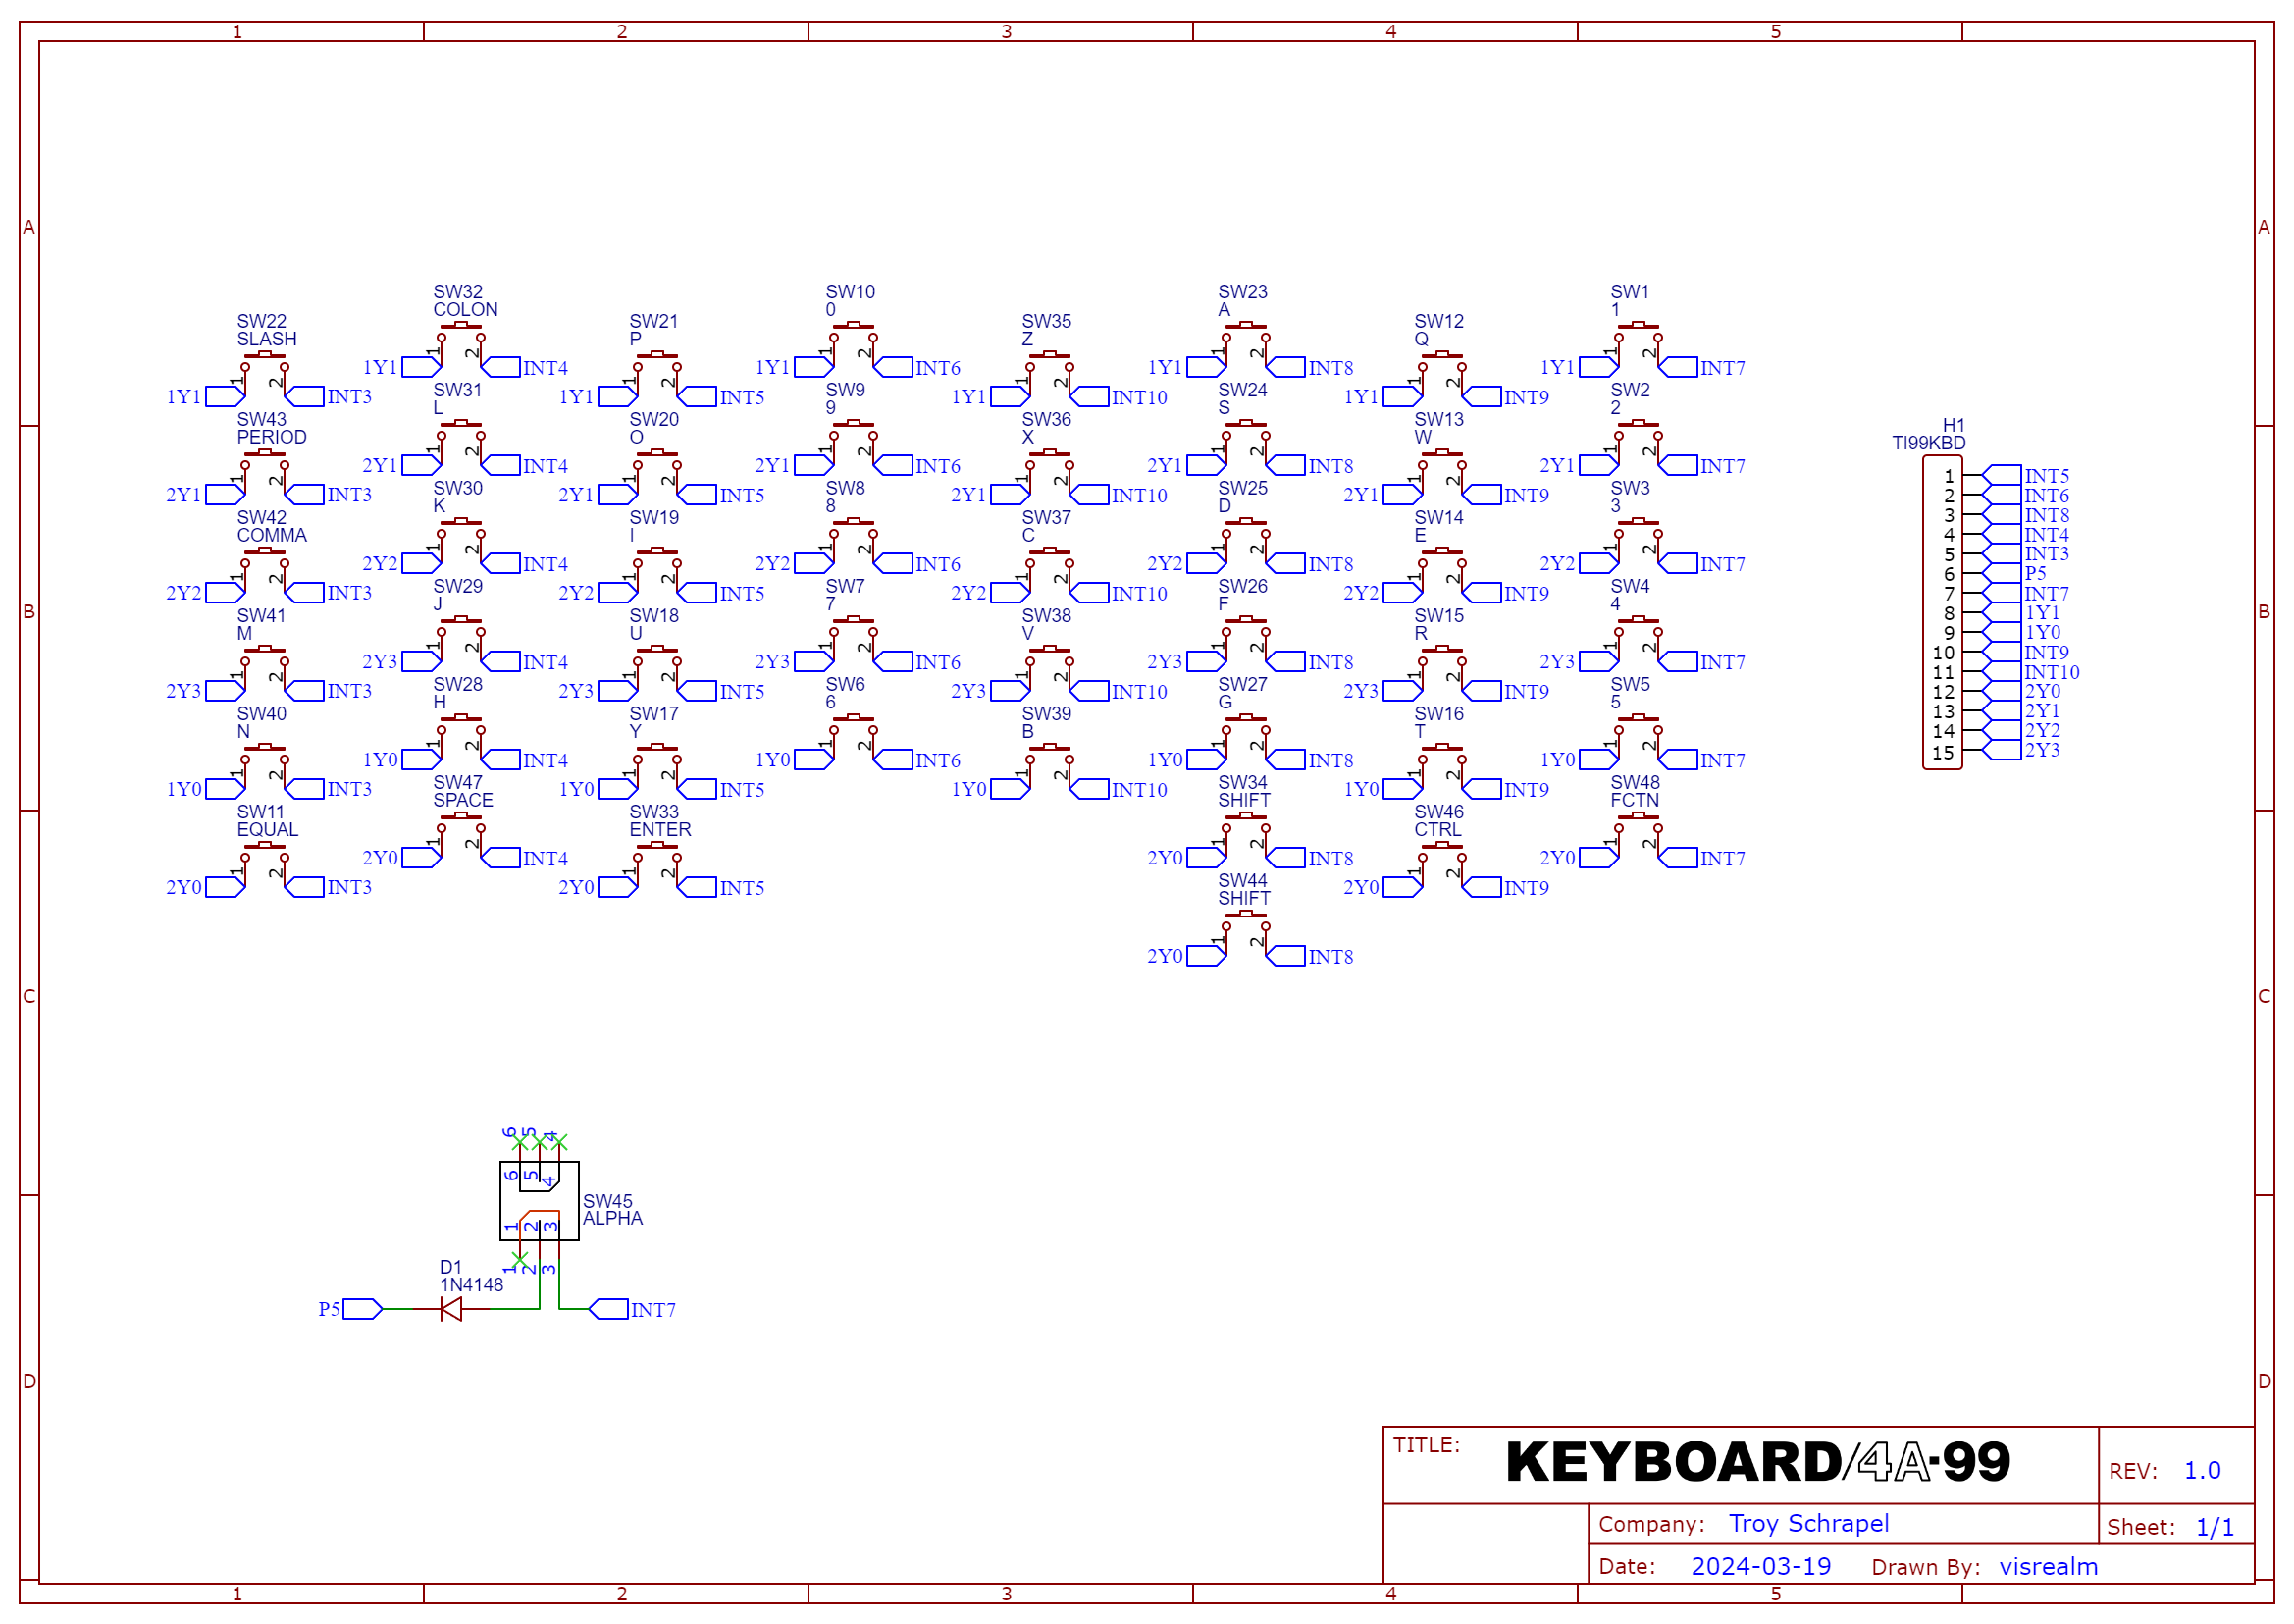 1 2 3 4 5
A A
B B
C C
D D
SW22
SLASH
1Y1 1 2 INT3
SW43
PERIOD
2Y1 1 2 INT3
SW42
COMMA
2Y2 1 2 INT3
SW41
M
2Y3 1 2 INT3
SW40
N
1Y0 1 2 INT3
SW11
EQUAL
2Y0 1 2 INT3
SW32
COLON
1Y1 1 2 INT4
SW31
L
2Y1 1 2 INT4
SW30
K
2Y2 1 2 INT4
SW29
J
2Y3 1 2 INT4
SW28
H
1Y0 1 2 INT4
SW47
SPACE
2Y0 1 2 INT4
SW21
P
1Y1 1 2 INT5
SW20
O
2Y1 1 2 INT5
SW19
I
2Y2 1 2 INT5
SW18
U
2Y3 1 2 INT5
SW17
Y
1Y0 1 2 INT5
SW33
ENTER
2Y0 1 2 INT5
SW10
0
1Y1 1 2 INT6
SW9
9
2Y1 1 2 INT6
SW8
8
2Y2 1 2 INT6
SW7
7
2Y3 1 2 INT6
SW6
6
1Y0 1 2 INT6
SW35
Z
1Y1 1 2 INT10
SW36
X
2Y1 1 2 INT10
SW37
C
2Y2 1 2 INT10
SW38
V
2Y3 1 2 INT10
SW39
B
1Y0 1 2 INT10
SW23
A
1Y1 1 2 INT8
SW24
S
2Y1 1 2 INT8
SW25
D
2Y2 1 2 INT8
SW26
F
2Y3 1 2 INT8
SW27
G
1Y0 1 2 INT8
SW34
SHIFT
2Y0 1 2 INT8
SW44
SHIFT
2Y0 1 2 INT8
SW12
Q
1Y1 1 2 INT9
SW13
W
2Y1 1 2 INT9
SW14
E
2Y2 1 2 INT9
SW15
R
2Y3 1 2 INT9
SW16
T
1Y0 1 2 INT9
SW46
CTRL
2Y0 1 2 INT9
SW1
1
1Y1 1 2 INT7
SW2
2
2Y1 1 2 INT7
SW3
3
2Y2 1 2 INT7
SW4
4
2Y3 1 2 INT7
SW5
5
1Y0 1 2 INT7
SW48
FCTN
2Y0 1 2 INT7
H1
TI99KBD
1 INT5
2 INT6
3 INT8
4 INT4
5 INT3
6 P5
7 INT7
8 1Y1
9 1Y0
10 INT9
11 INT10
12 2Y0
13 2Y1
14 2Y2
15 2Y3
6 5 4
6 5 4
SW45
ALPHA
1 2 3
1 2 3
D1
1N4148
P5 INT7
TITLE: KEYBOARD/4A·99
REV: 1.0
Company: Troy Schrapel
Sheet: 1/1
Date: 2024-03-19 Drawn By: visrealm
1 2 3 4 5